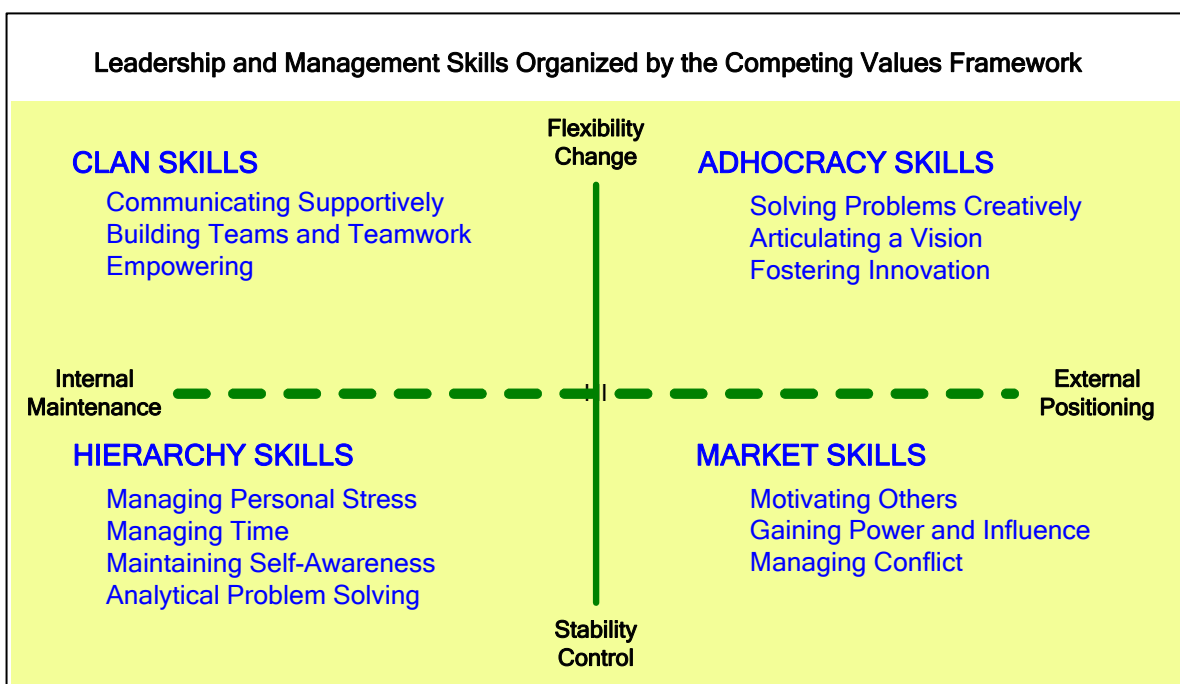 Leadership and Management Skills Organized by the Competing Values Framework
Flexibility
Change
CLAN SKILLS
Communicating Supportively
Building Teams and Teamwork
Empowering
ADHOCRACY SKILLS
Solving Problems Creatively
Articulating a Vision
Fostering Innovation
Internal
Maintenance
External
Positioning
HIERARCHY SKILLS
Managing Personal Stress
Managing Time
Maintaining Self-Awareness
Analytical Problem Solving
MARKET SKILLS
Motivating Others
Gaining Power and Influence
Managing Conflict
Stability
Control